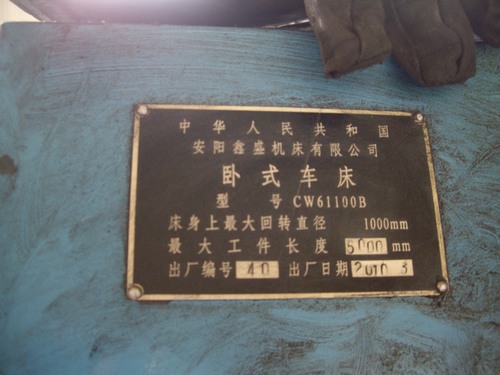 中华人民共和国
安阳鑫盛机床有限公司
卧式车床
型 号 CW61100B
床身上最大回转直径 1000mm
最大工件长度 5000 mm
出厂编号 40 出厂日期 2010 3